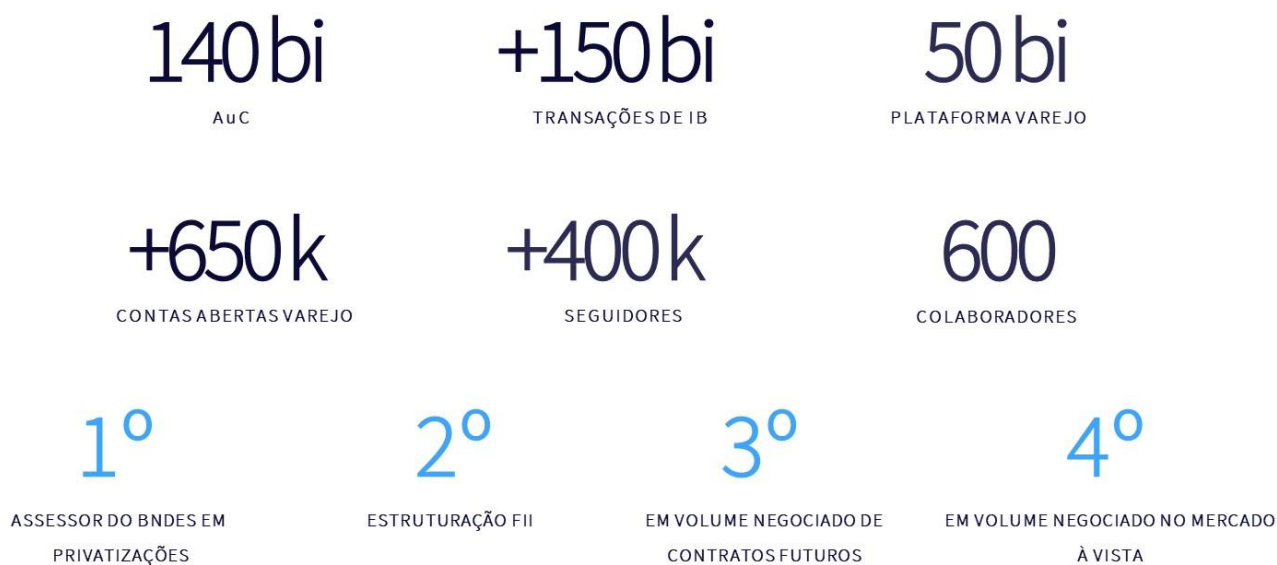 140 bi
+150 bi
50 bi
AuC
TRANSAÇÕES DE IB
PLATAFORMA VAREJO
+650 k
+400 k
600
CONTAS ABERTAS VAREJO
SEGUIDORES
COLABORADORES
1º
2º
3º
4º
ASSESSOR DO BNDES EM
PRIVATIZAÇÕES
ESTRUTURAÇÃO FII
EM VOLUME NEGOCIADO DE
CONTRATOS FUTUROS
EM VOLUME NEGOCIADO NO MERCADO
À VISTA